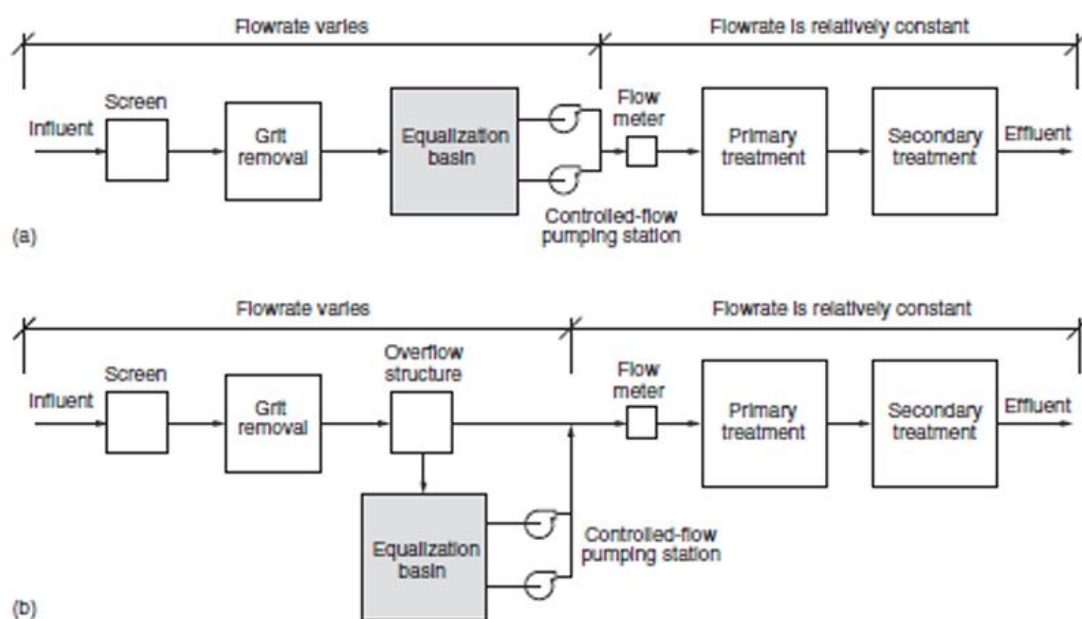 Flowrate varies
Flowrate is relatively constant
Screen
Influent
Grit
removal
Equalization
basin
Flow
meter
Primary
treatment
Secondary
treatment
Effluent
Controlled-flow
pumping station
(a)
Flowrate varies
Flowrate is relatively constant
Screen
Influent
Grit
removal
Overflow
structure
Flow
meter
Primary
treatment
Secondary
treatment
Effluent
Equalization
basin
Controlled-flow
pumping station
(b)